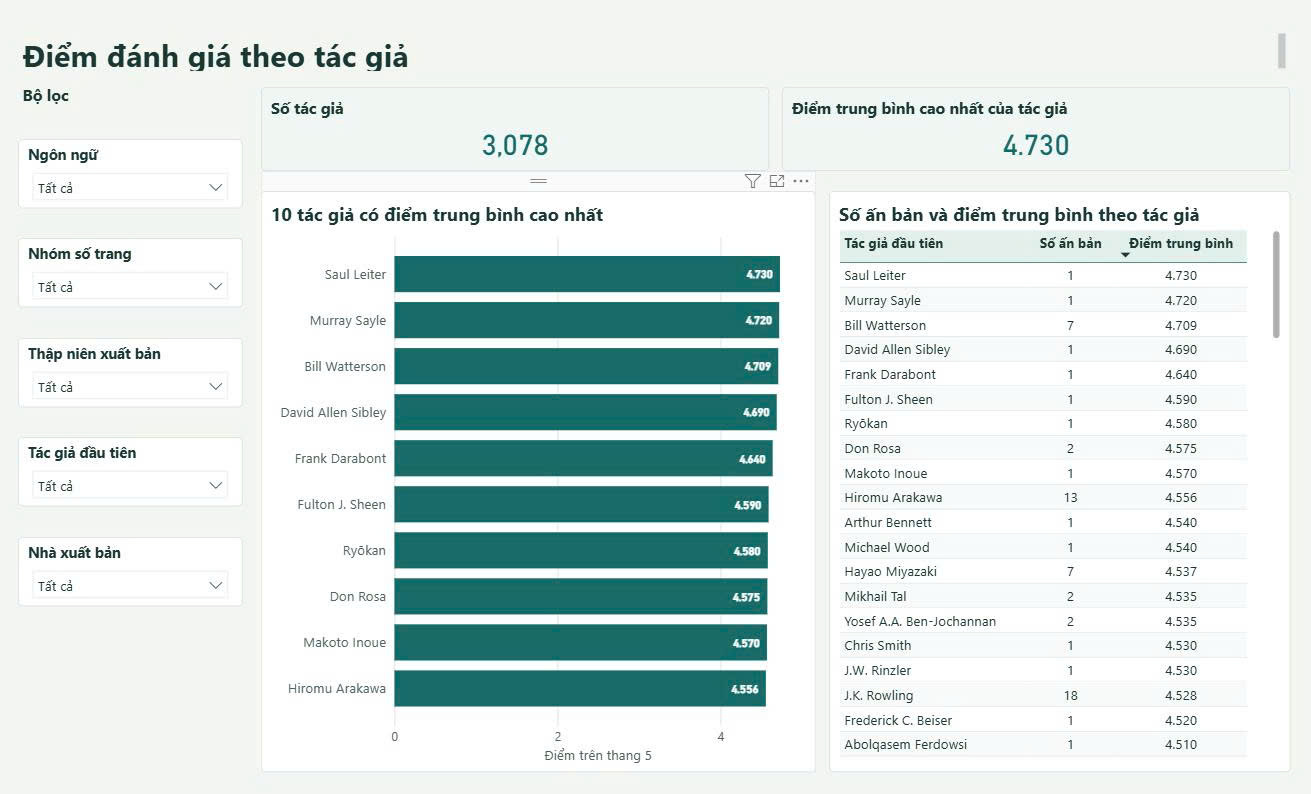 Điểm đánh giá theo tác giả
Bộ lọc
Ngôn ngữ
Tất cả
Nhóm số trang
Tất cả
Thập niên xuất bản
Tất cả
Tác giả đầu tiên
Tất cả
Nhà xuất bản
Tất cả
Số tác giả
3,078
Điểm trung bình cao nhất của tác giả
4.730
10 tác giả có điểm trung bình cao nhất
Saul Leiter 4.730
Murray Sayle 4.720
Bill Watterson 4.709
David Allen Sibley 4.690
Frank Darabont 4.640
Fulton J. Sheen 4.590
Ryōkan 4.580
Don Rosa 4.575
Makoto Inoue 4.570
Hiromu Arakawa 4.556
0 2 4
Điểm trên thang 5
Số ấn bản và điểm trung bình theo tác giả
Tác giả đầu tiên Số ấn bản Điểm trung bình
Saul Leiter 1 4.730
Murray Sayle 1 4.720
Bill Watterson 7 4.709
David Allen Sibley 1 4.690
Frank Darabont 1 4.640
Fulton J. Sheen 1 4.590
Ryōkan 1 4.580
Don Rosa 2 4.575
Makoto Inoue 1 4.570
Hiromu Arakawa 13 4.556
Arthur Bennett 1 4.540
Michael Wood 1 4.540
Hayao Miyazaki 7 4.537
Mikhail Tal 2 4.535
Yosef A.A. Ben-Jochannan 2 4.535
Chris Smith 1 4.530
J.W. Rinzler 1 4.530
J.K. Rowling 18 4.528
Frederick C. Beiser 1 4.520
Abolqasem Ferdowsi 1 4.510